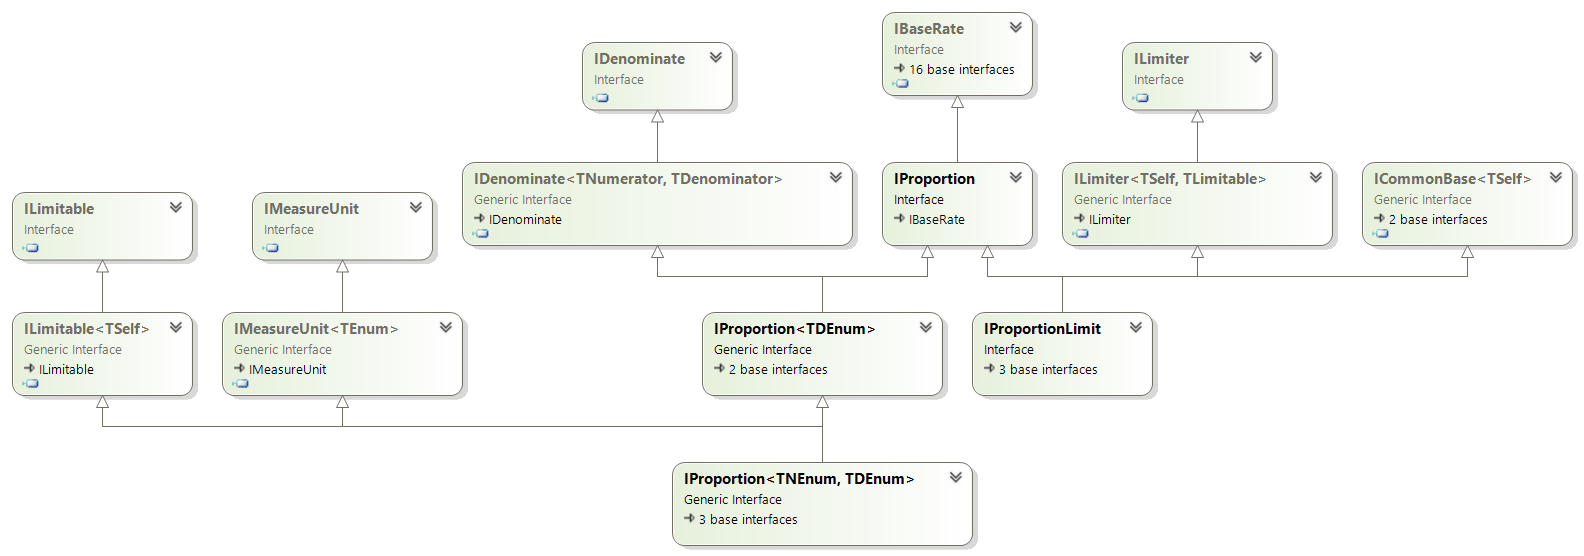 IBaseRate
Interface
16 base interfaces
IDenominate
Interface
ILimiter
Interface
IDenominate<TNumerator, TDenominator>
Generic Interface
IDenominate
IProportion
Interface
IBaseRate
ILimiter<TSelf, TLimitable>
Generic Interface
ILimiter
ICommonBase<TSelf>
Generic Interface
2 base interfaces
ILimitable
Interface
IMeasureUnit
Interface
ILimitable<TSelf>
Generic Interface
ILimitable
IMeasureUnit<TEnum>
Generic Interface
IMeasureUnit
IProportion<TDEnum>
Generic Interface
2 base interfaces
IProportionLimit
Interface
3 base interfaces
IProportion<TNEnum, TDEnum>
Generic Interface
3 base interfaces